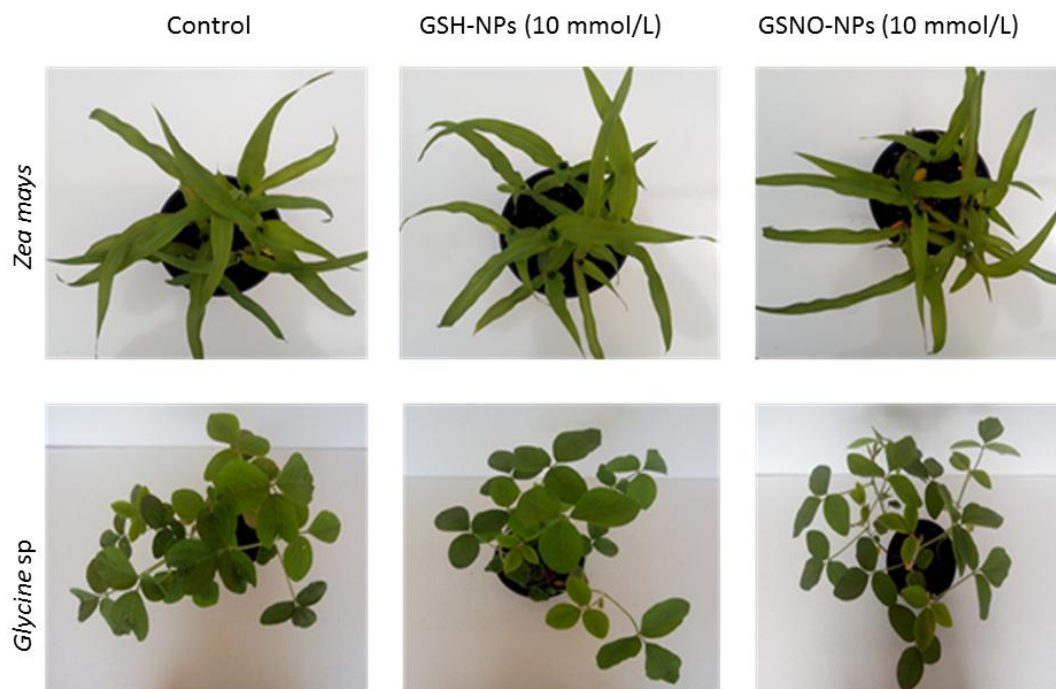 Control
GSH-NPs (10 mmol/L)
GSNO-NPs (10 mmol/L)
Zea mays
Glycine sp